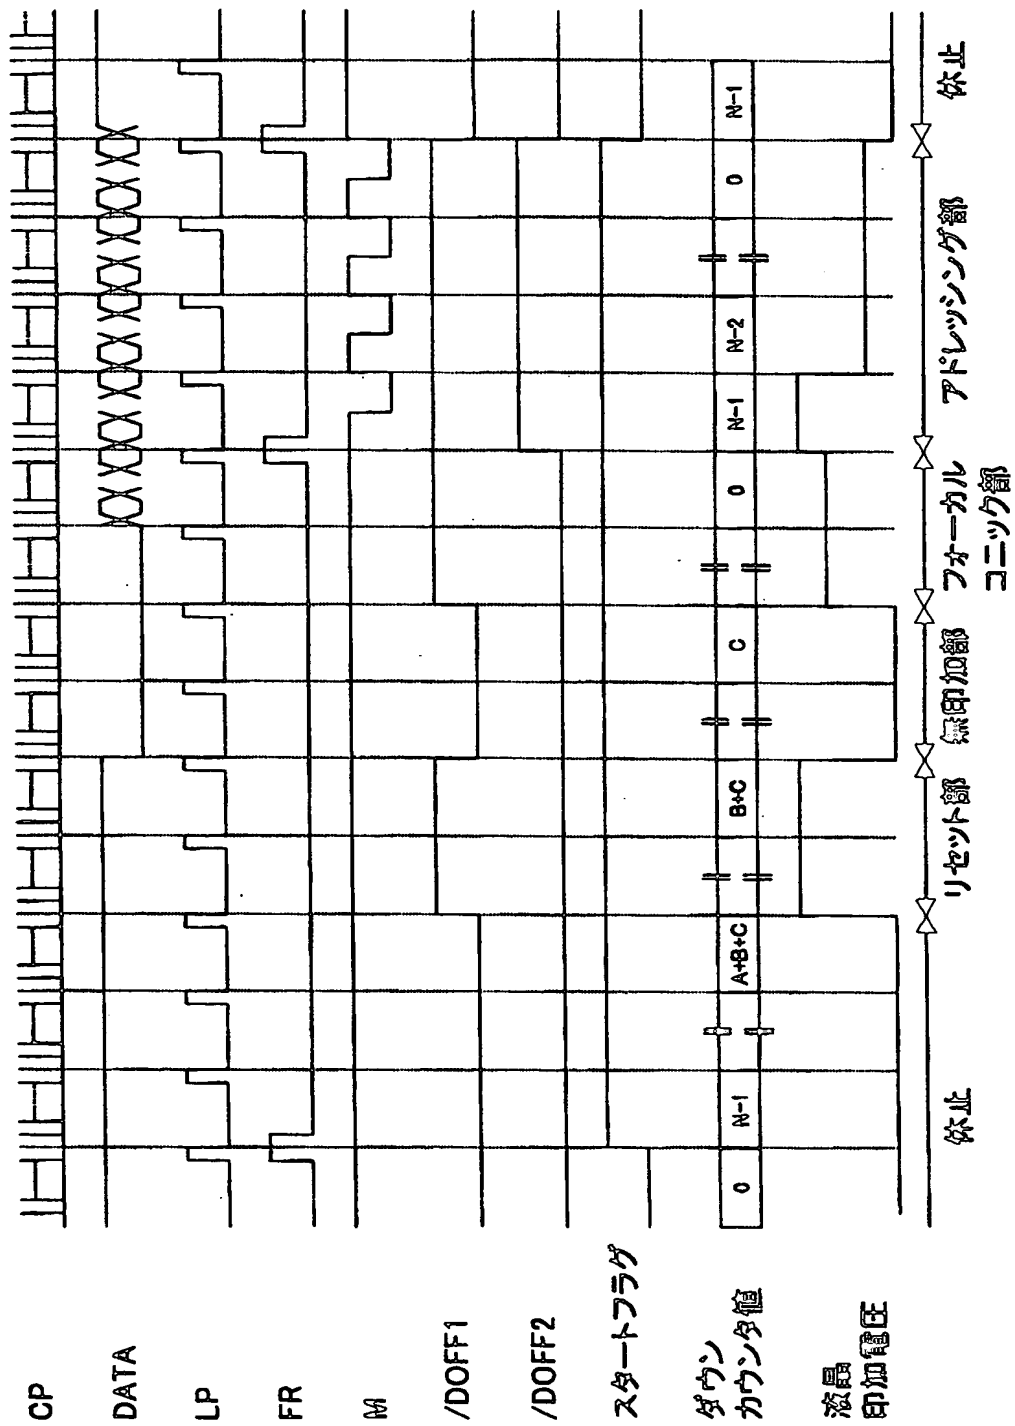 CP
DATA
LP
FR
M
/DOFF1
/DOFF2
スタートフラグ
ダウン
カウンタ値
液晶
印加電圧
0
N-1
A+B+C
B+C
C
0
N-1
N-2
0
N-1
休止
リセット部
無印加部
フォーカル
コニック部
アドレッシング部
休止